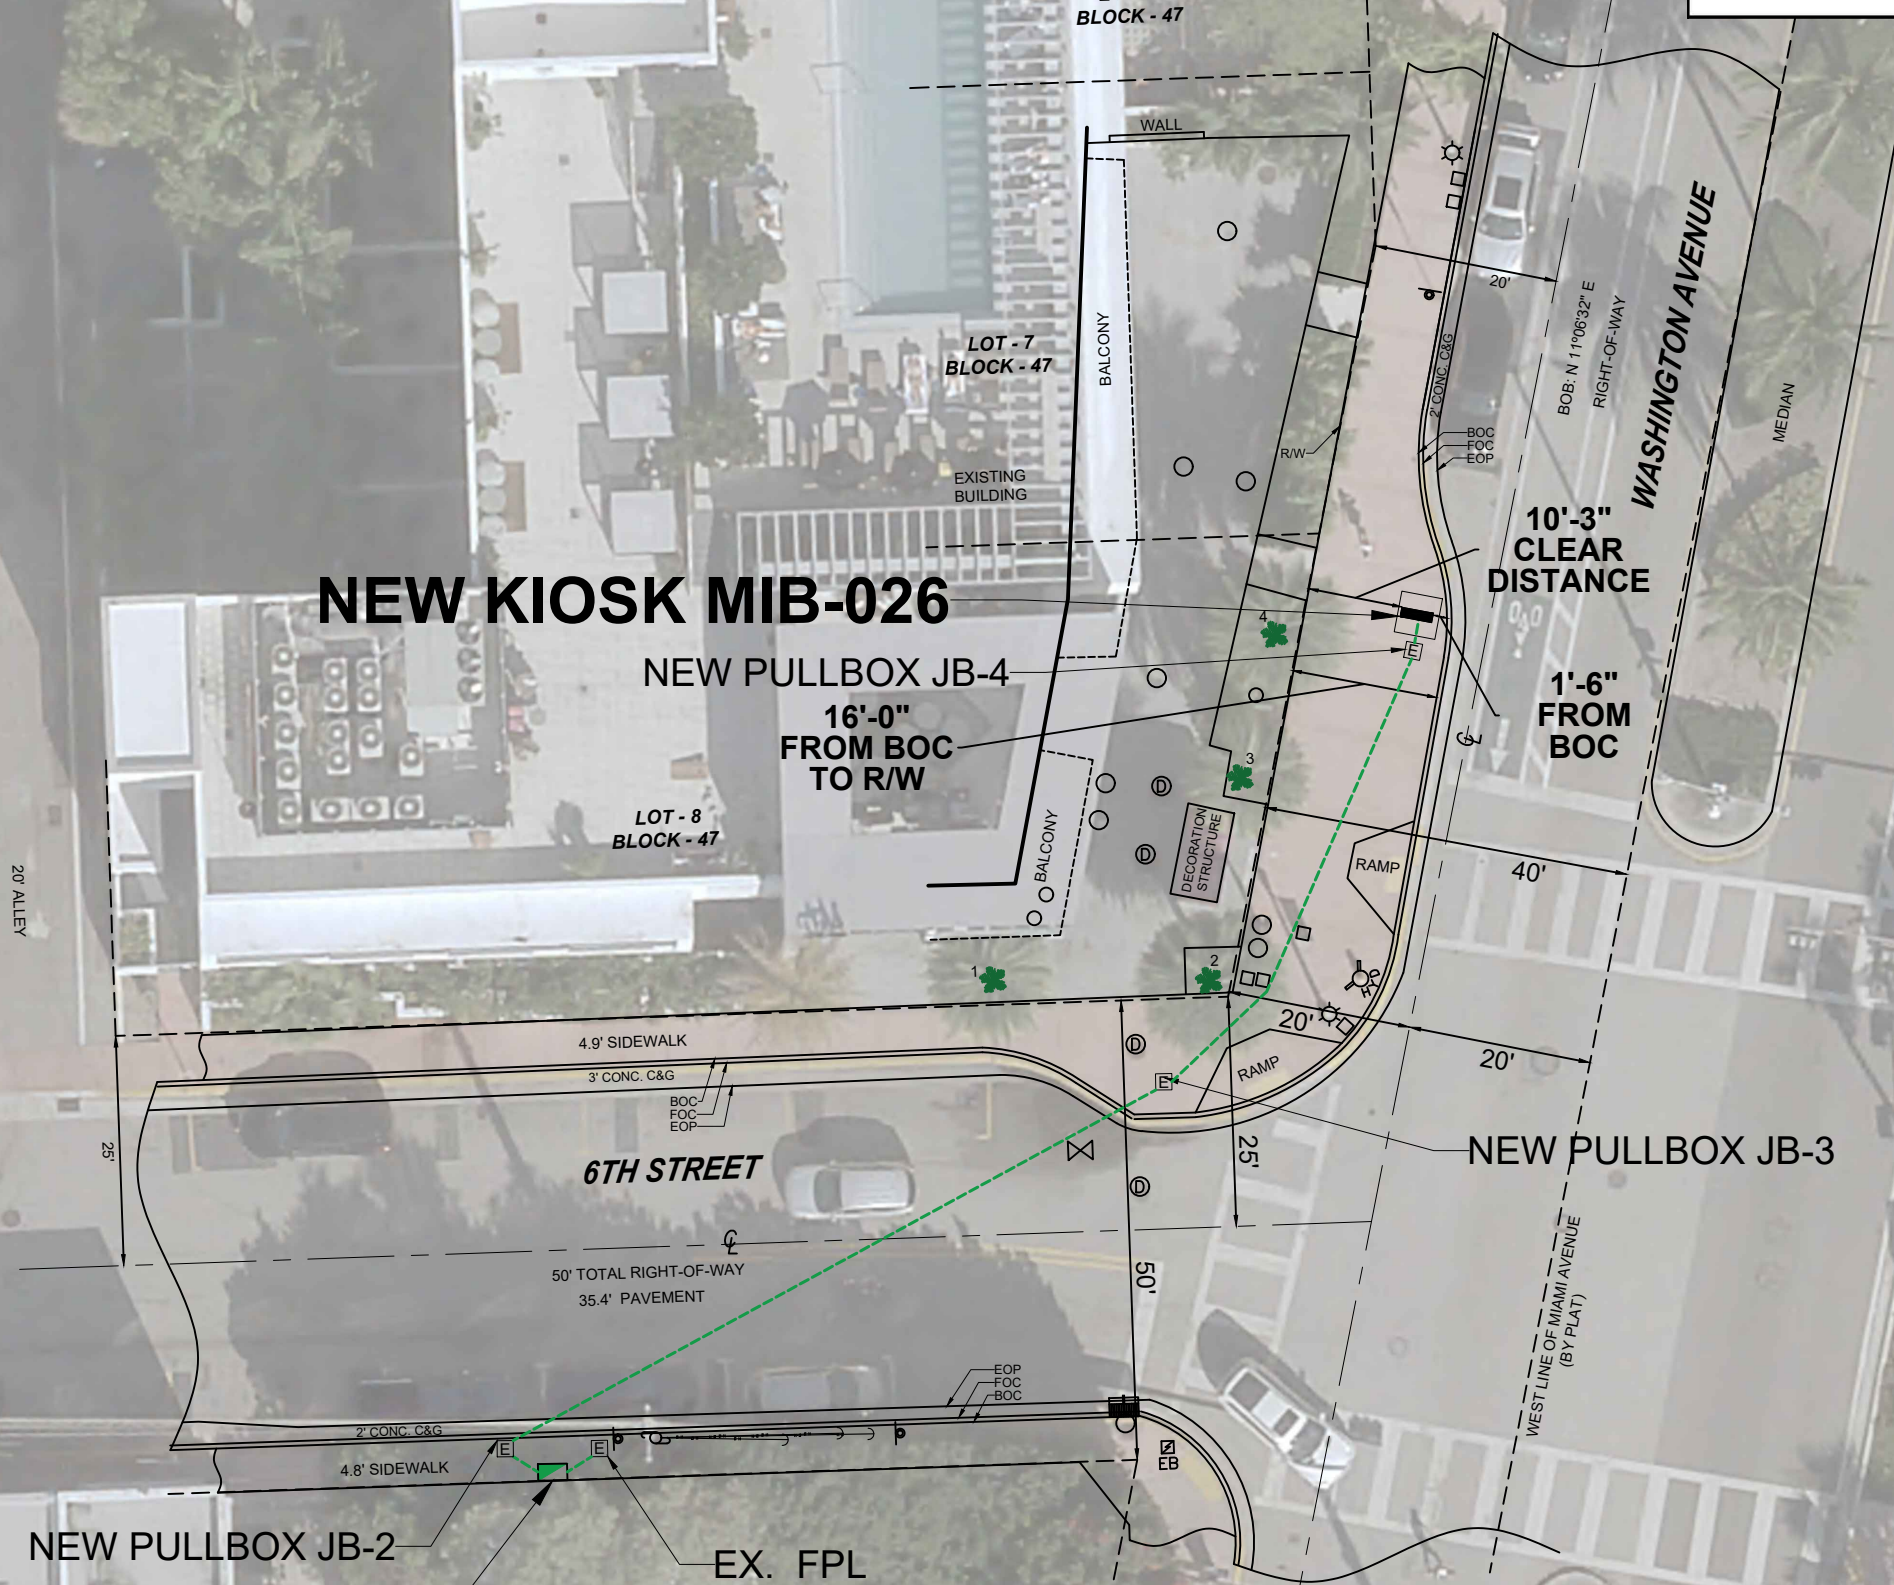 BLOCK - 47
WALL
BALCONY
20'
2' CONC. C&G
BOB: N 11°06'32" E
RIGHT-OF-WAY
WASHINGTON AVENUE
MEDIAN
LOT - 7
BLOCK - 47
R/W
BOC
FOC
EOP
EXISTING
BUILDING
10'-3"
CLEAR
DISTANCE
NEW KIOSK MIB-026
4
E
NEW PULLBOX JB-4
16'-0"
FROM BOC
TO R/W
1'-6"
FROM
BOC
3
D
LOT - 8
BLOCK - 47
BALCONY
D
DECORATION
STRUCTURE
RAMP
40'
20' ALLEY
1
2
20'
20'
4.9' SIDEWALK
3' CONC. C&G
BOC
FOC
EOP
D
E
RAMP
25'
25'
NEW PULLBOX JB-3
6TH STREET
D
50' TOTAL RIGHT-OF-WAY
35.4' PAVEMENT
50'
WEST LINE OF MIAMI AVENUE
(BY PLAT)
EOP
FOC
BOC
2' CONC. C&G
E
E
4.8' SIDEWALK
EB
NEW PULLBOX JB-2
EX. FPL